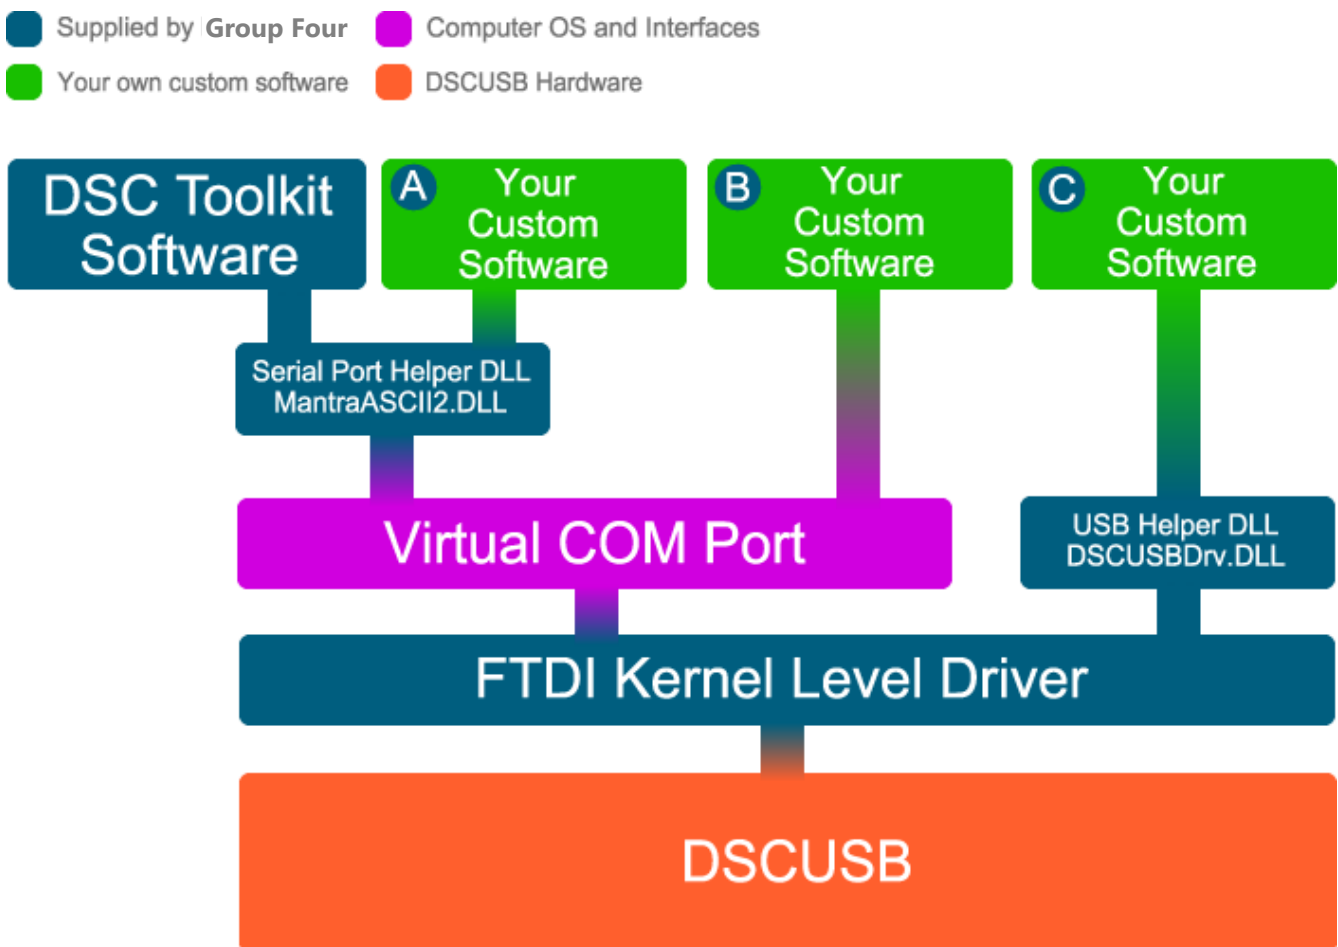 Supplied by Group Four
Computer OS and Interfaces
Your own custom software
DSCUSB Hardware
DSC Toolkit
Software
A
Your
Custom
Software
B
Your
Custom
Software
C
Your
Custom
Software
Serial Port Helper DLL
MantraASCII2.DLL
Virtual COM Port
USB Helper DLL
DSCUSBDrv.DLL
FTDI Kernel Level Driver
DSCUSB